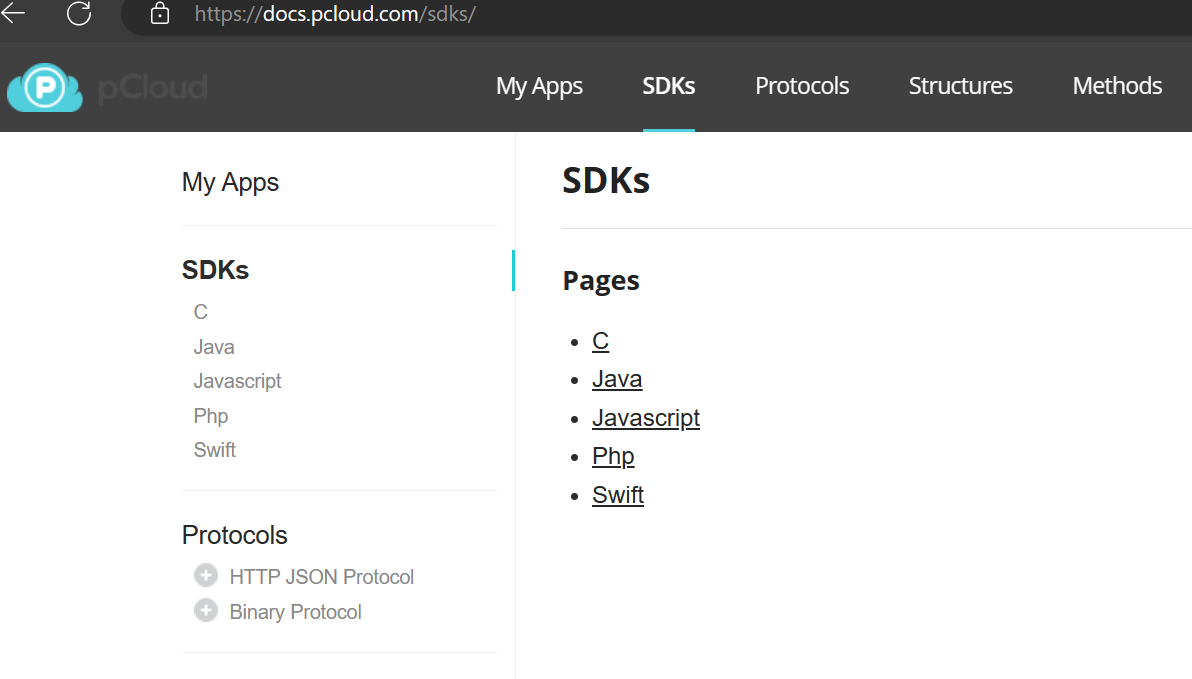 https://docs.pcloud.com/sdks/
P pCloud
My Apps SDKs Protocols Structures Methods
My Apps
SDKs
C
Java
Javascript
Php
Swift
Protocols
HTTP JSON Protocol
Binary Protocol
SDKs
Pages
C
Java
Javascript
Php
Swift